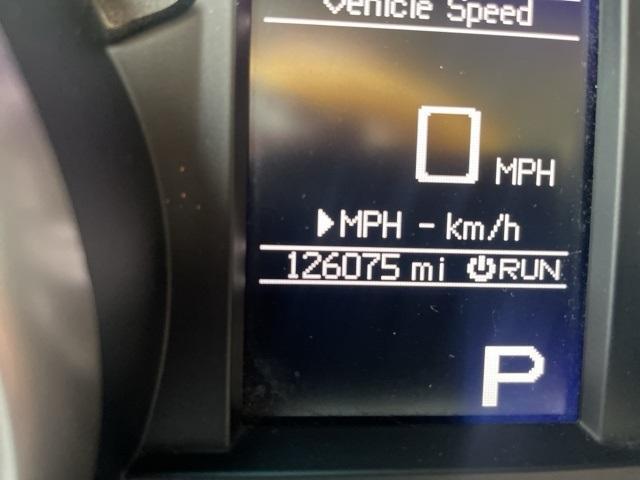 Vehicle Speed
0 MPH
MPH - km/h
126075 mi RUN
P